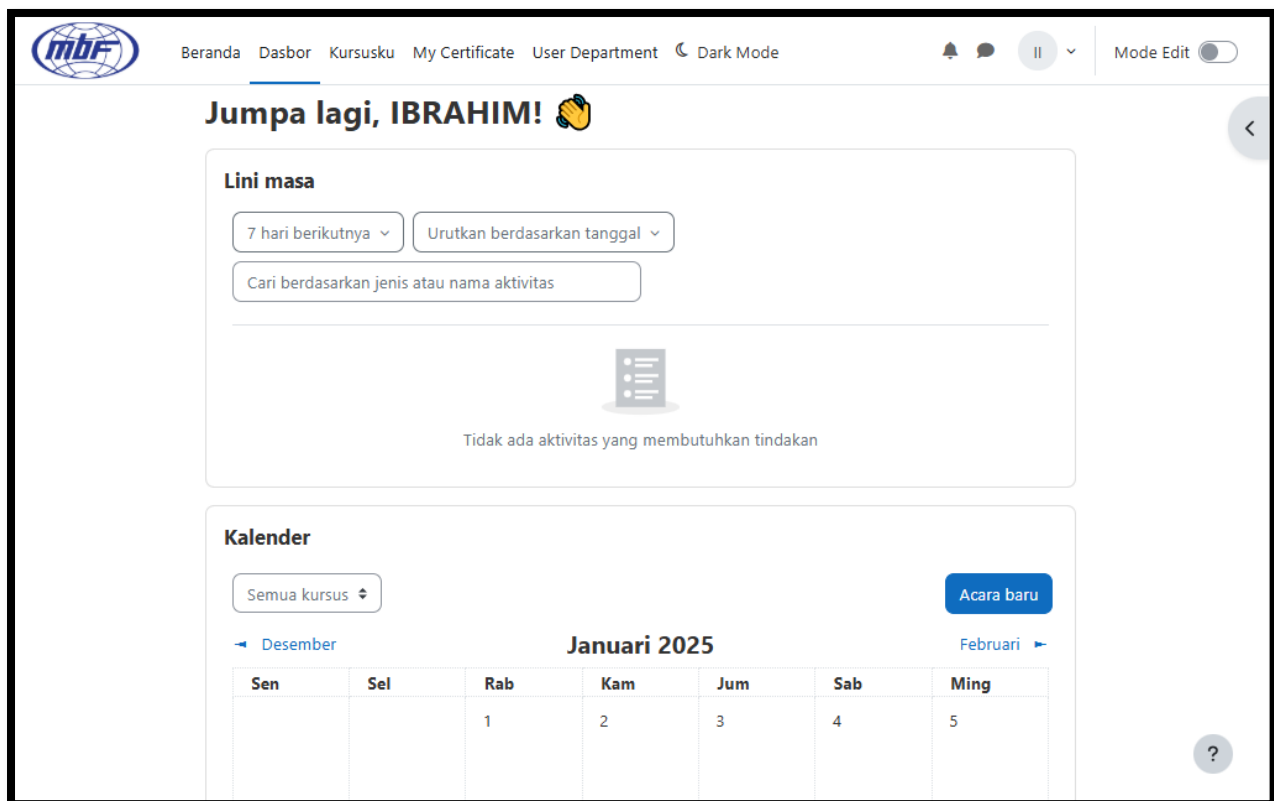 mbF
Beranda Dasbor Kursusku My Certificate User Department Dark Mode II Mode Edit
Jumpa lagi, IBRAHIM! 👋
Lini masa
7 hari berikutnya Urutkan berdasarkan tanggal
Cari berdasarkan jenis atau nama aktivitas
Tidak ada aktivitas yang membutuhkan tindakan
Kalender
Semua kursus Acara baru
◄ Desember Januari 2025 Februari ►
Sen Sel Rab Kam Jum Sab Ming
1 2 3 4 5
?